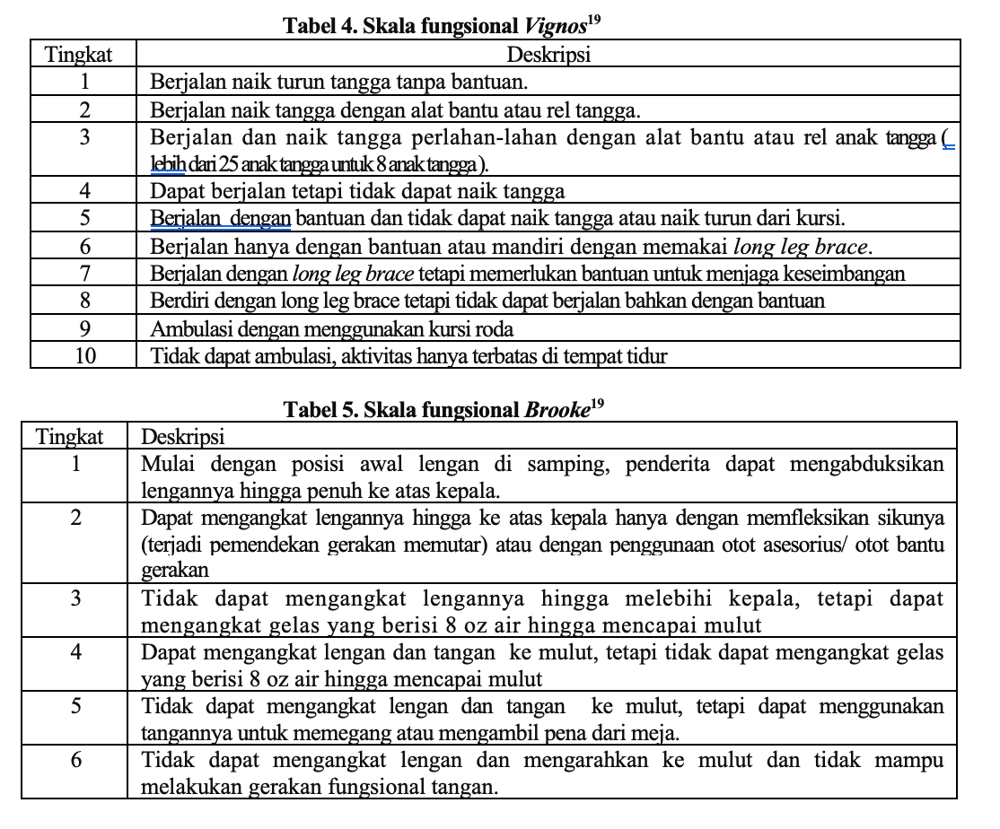 Tabel 4. Skala fungsional Vignos19
Tingkat Deskripsi
1 Berjalan naik turun tangga tanpa bantuan.
2 Berjalan naik tangga dengan alat bantu atau rel tangga.
3 Berjalan dan naik tangga perlahan-lahan dengan alat bantu atau rel anak tangga (
lebih dari 25 anak tangga untuk 8 anak tangga ).
4 Dapat berjalan tetapi tidak dapat naik tangga
5 Berjalan dengan bantuan dan tidak dapat naik tangga atau naik turun dari kursi.
6 Berjalan hanya dengan bantuan atau mandiri dengan memakai long leg brace.
7 Berjalan dengan long leg brace tetapi memerlukan bantuan untuk menjaga keseimbangan
8 Berdiri dengan long leg brace tetapi tidak dapat berjalan bahkan dengan bantuan
9 Ambulasi dengan menggunakan kursi roda
10 Tidak dapat ambulasi, aktivitas hanya terbatas di tempat tidur
Tabel 5. Skala fungsional Brooke19
Tingkat Deskripsi
1 Mulai dengan posisi awal lengan di samping, penderita dapat mengabduksikan
lengannya hingga penuh ke atas kepala.
2 Dapat mengangkat lengannya hingga ke atas kepala hanya dengan memfleksikan sikunya
(terjadi pemendekan gerakan memutar) atau dengan penggunaan otot asesorius/ otot bantu
gerakan
3 Tidak dapat mengangkat lengannya hingga melebihi kepala, tetapi dapat
mengangkat gelas yang berisi 8 oz air hingga mencapai mulut
4 Dapat mengangkat lengan dan tangan ke mulut, tetapi tidak dapat mengangkat gelas
yang berisi 8 oz air hingga mencapai mulut
5 Tidak dapat mengangkat lengan dan tangan ke mulut, tetapi dapat menggunakan
tangannya untuk memegang atau mengambil pena dari meja.
6 Tidak dapat mengangkat lengan dan mengarahkan ke mulut dan tidak mampu
melakukan gerakan fungsional tangan.